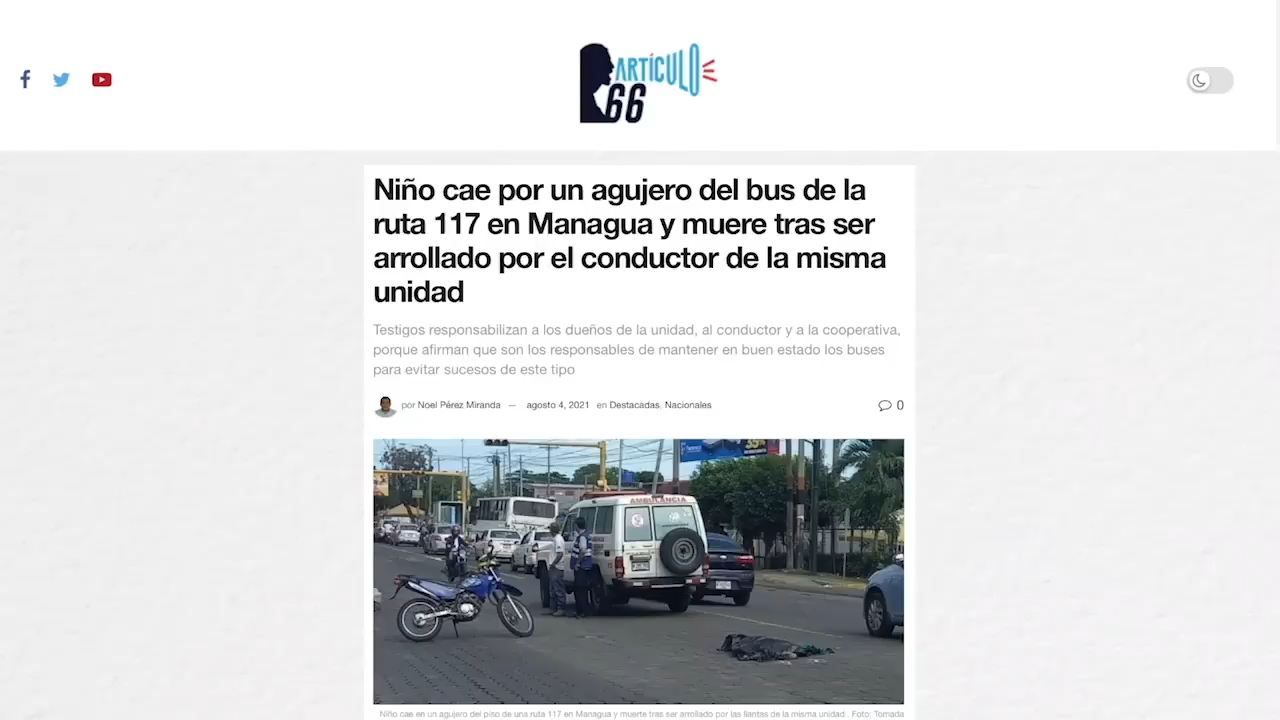 ARTÍCULO
66
Niño cae por un agujero del bus de la
ruta 117 en Managua y muere tras ser
arrollado por el conductor de la misma
unidad
Testigos responsabilizan a los dueños de la unidad, al conductor y a la cooperativa,
porque afirman que son los responsables de mantener en buen estado los buses
para evitar sucesos de este tipo
por Noel Pérez Miranda — agosto 4, 2021 en Destacadas, Nacionales
0
AMBULANCIA
Niño cae en un agujero del piso de una ruta 117 en Managua y muerte tras ser arrollado por las llantas de la misma unidad . Foto: Tomada